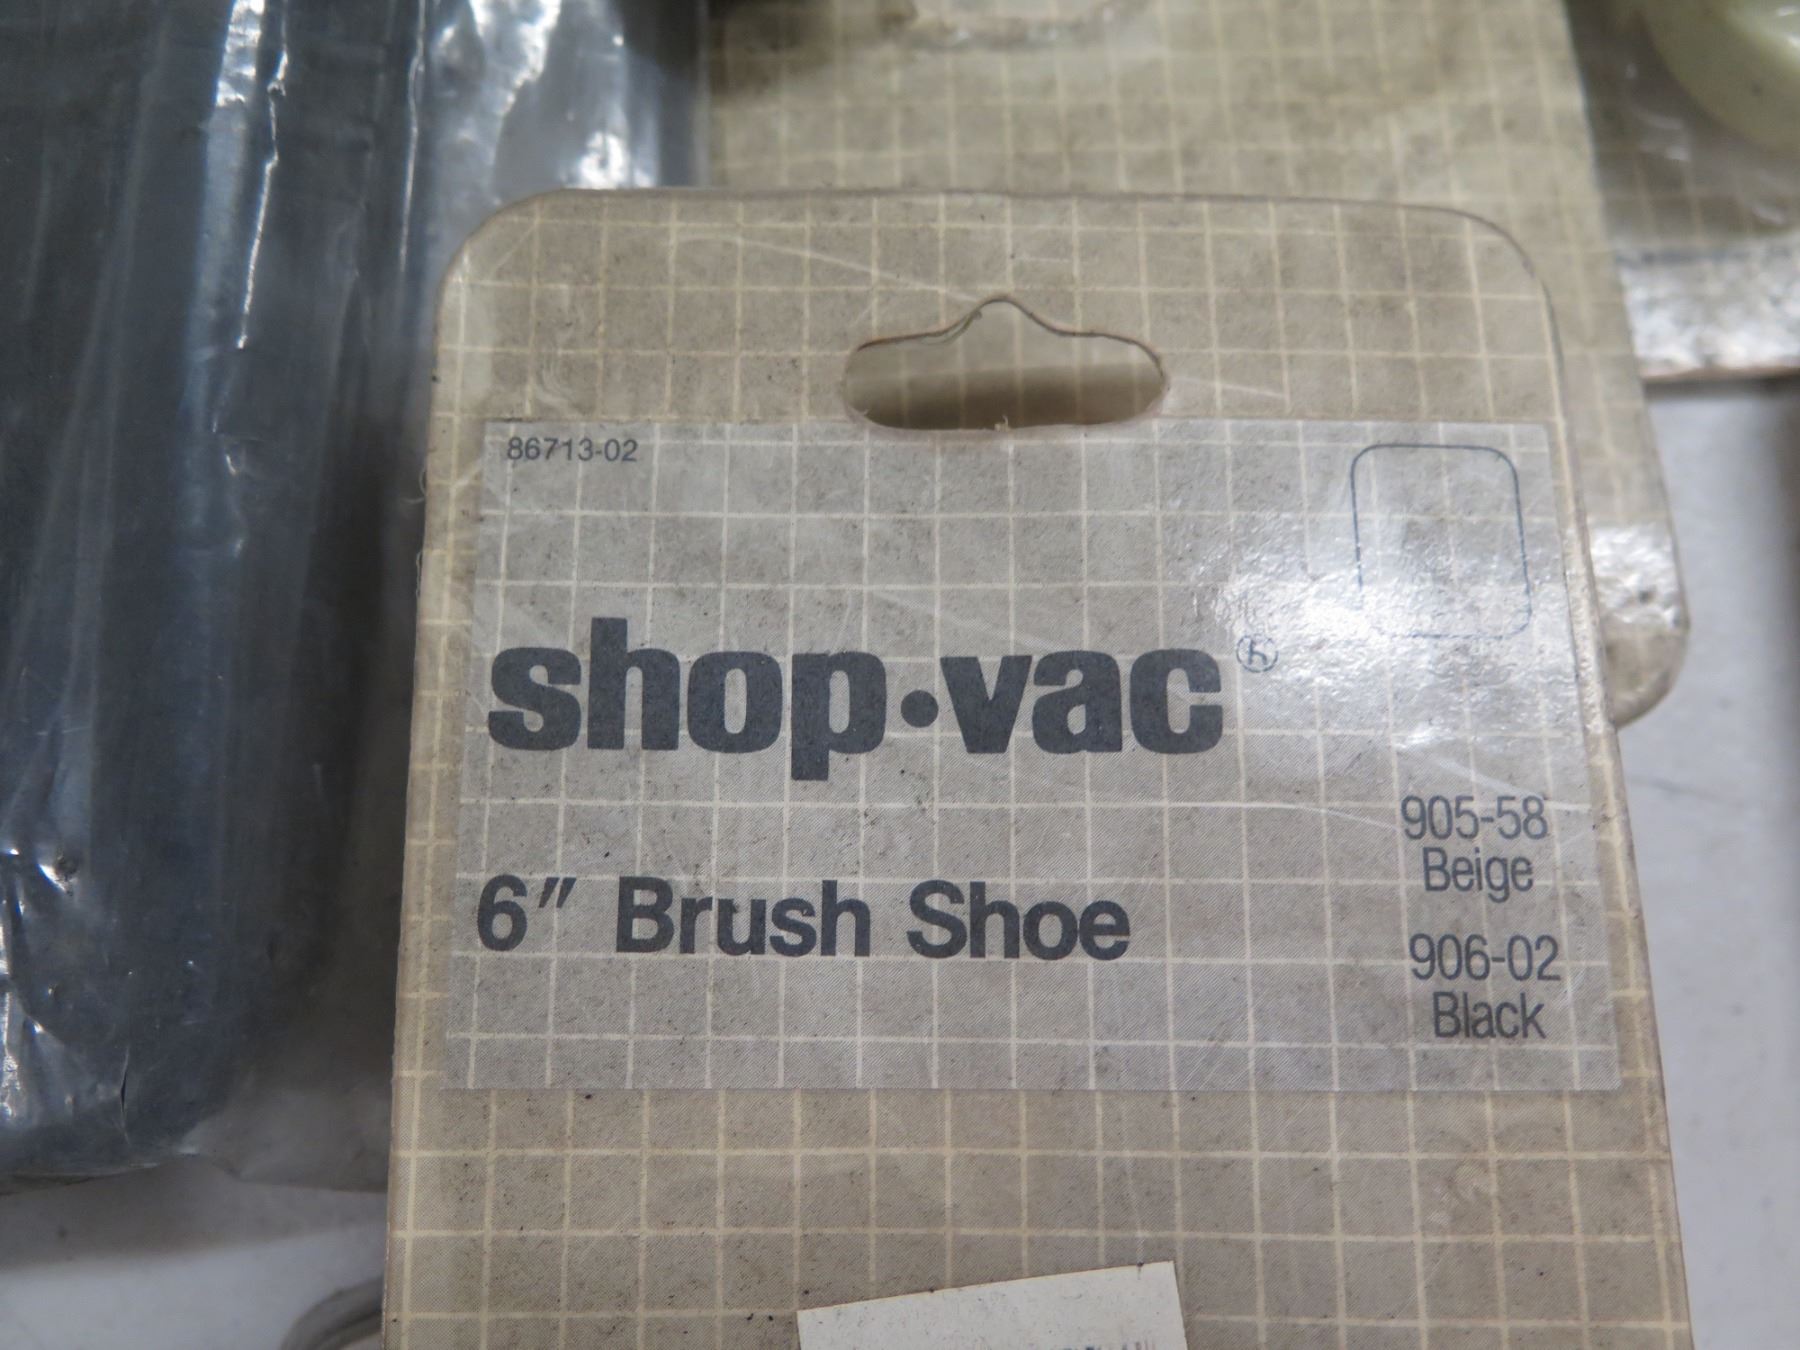 86713-02
shop·vac®
6" Brush Shoe
905-58
Beige
906-02
Black